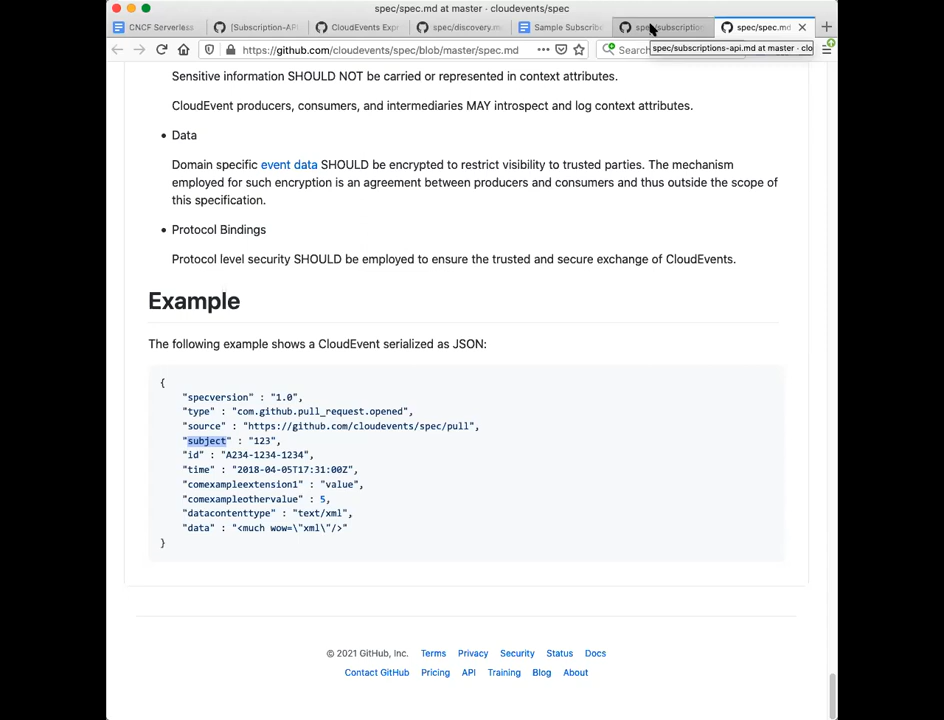 spec/spec.md at master · cloudevents/spec
CNCF Serverless
[Subscription-API
CloudEvents Expr
spec/discovery.m
Sample Subscribe
spec/subscriptions
spec/spec.md
https://github.com/cloudevents/spec/blob/master/spec.md
Search
spec/subscriptions-api.md at master · clo
Sensitive information SHOULD NOT be carried or represented in context attributes.
CloudEvent producers, consumers, and intermediaries MAY introspect and log context attributes.
• Data
Domain specific event data SHOULD be encrypted to restrict visibility to trusted parties. The mechanism
employed for such encryption is an agreement between producers and consumers and thus outside the scope of
this specification.
• Protocol Bindings
Protocol level security SHOULD be employed to ensure the trusted and secure exchange of CloudEvents.
Example
The following example shows a CloudEvent serialized as JSON:
{
"specversion" : "1.0",
"type" : "com.github.pull_request.opened",
"source" : "https://github.com/cloudevents/spec/pull",
"subject" : "123",
"id" : "A234-1234-1234",
"time" : "2018-04-05T17:31:00Z",
"comexampleextension1" : "value",
"comexampleothervalue" : 5,
"datacontenttype" : "text/xml",
"data" : "<much wow=\"xml\"/>"
}
© 2021 GitHub, Inc. Terms Privacy Security Status Docs
Contact GitHub Pricing API Training Blog About